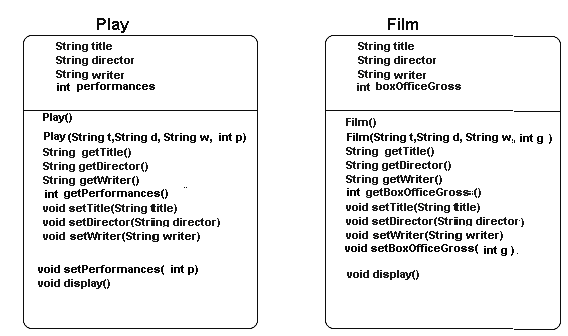 Play
String title
String director
String writer
int performances
Play()
Play(String t,String d, String w, int p)
String getTitle()
String getDirector()
String getWriter()
int getPerformances()
void setTitle(String title)
void setDirector(String director)
void setWriter(String writer)
void setPerformances( int p)
void display()
Film
String title
String director
String writer
int boxOfficeGross
Film()
Film(String t,String d, String w,, int g )
String getTitle()
String getDirector()
String getWriter()
int getBoxOfficeGross()
void setTitle(String title)
void setDirector(String director)
void setWriter(String writer)
void setBoxOfficeGross( int g ) .
void display()